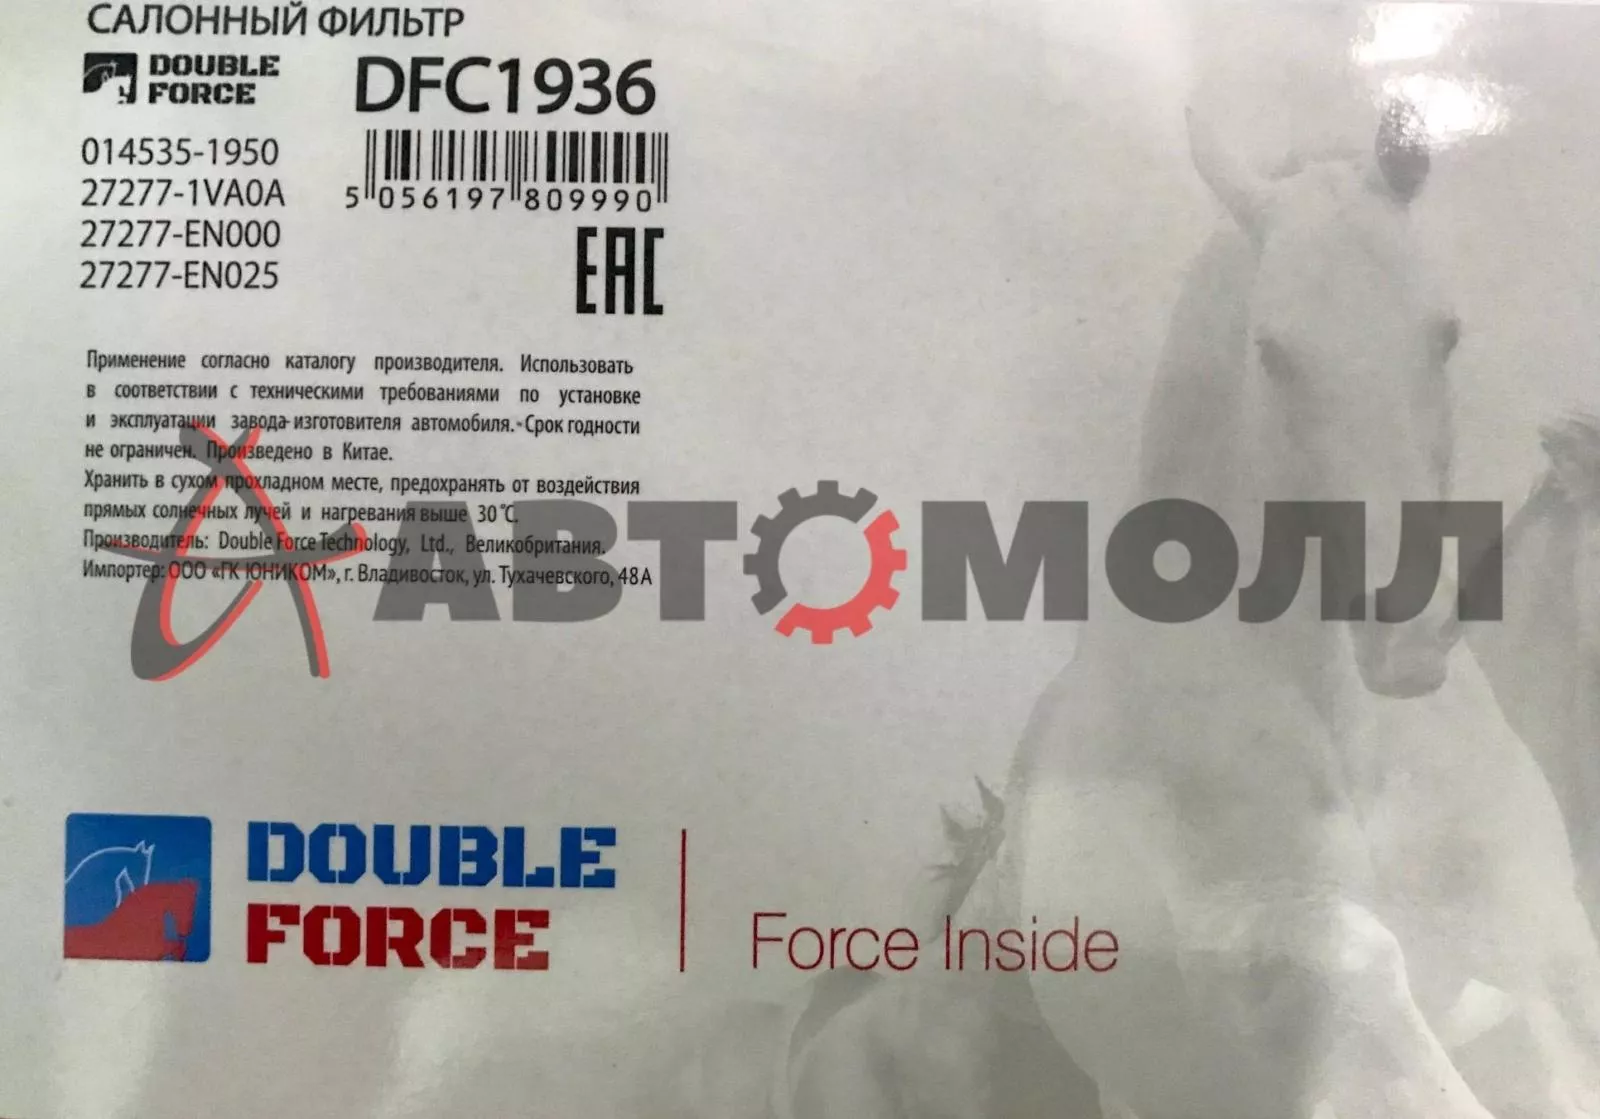 САЛОННЫЙ ФИЛЬТР
DOUBLE
FORCE
DFC1936
014535-1950
27277-1VA0A
27277-EN000
27277-EN025
5 056197 809990
EAC
Применение согласно каталогу производителя. Использовать
в соответствии с техническими требованиями по установке
и эксплуатации завода-изготовителя автомобиля. Срок годности
не ограничен. Произведено в Китае.
Хранить в сухом прохладном месте, предохранять от воздействия
прямых солнечных лучей и нагревания выше 30 °C.
Производитель: Double Force Technology, Ltd., Великобритания.
Импортер: ООО «ГК ЮНИКОМ», г. Владивосток, ул. Тухачевского, 48А
АВТОМОЛЛ
DOUBLE
FORCE
Force Inside